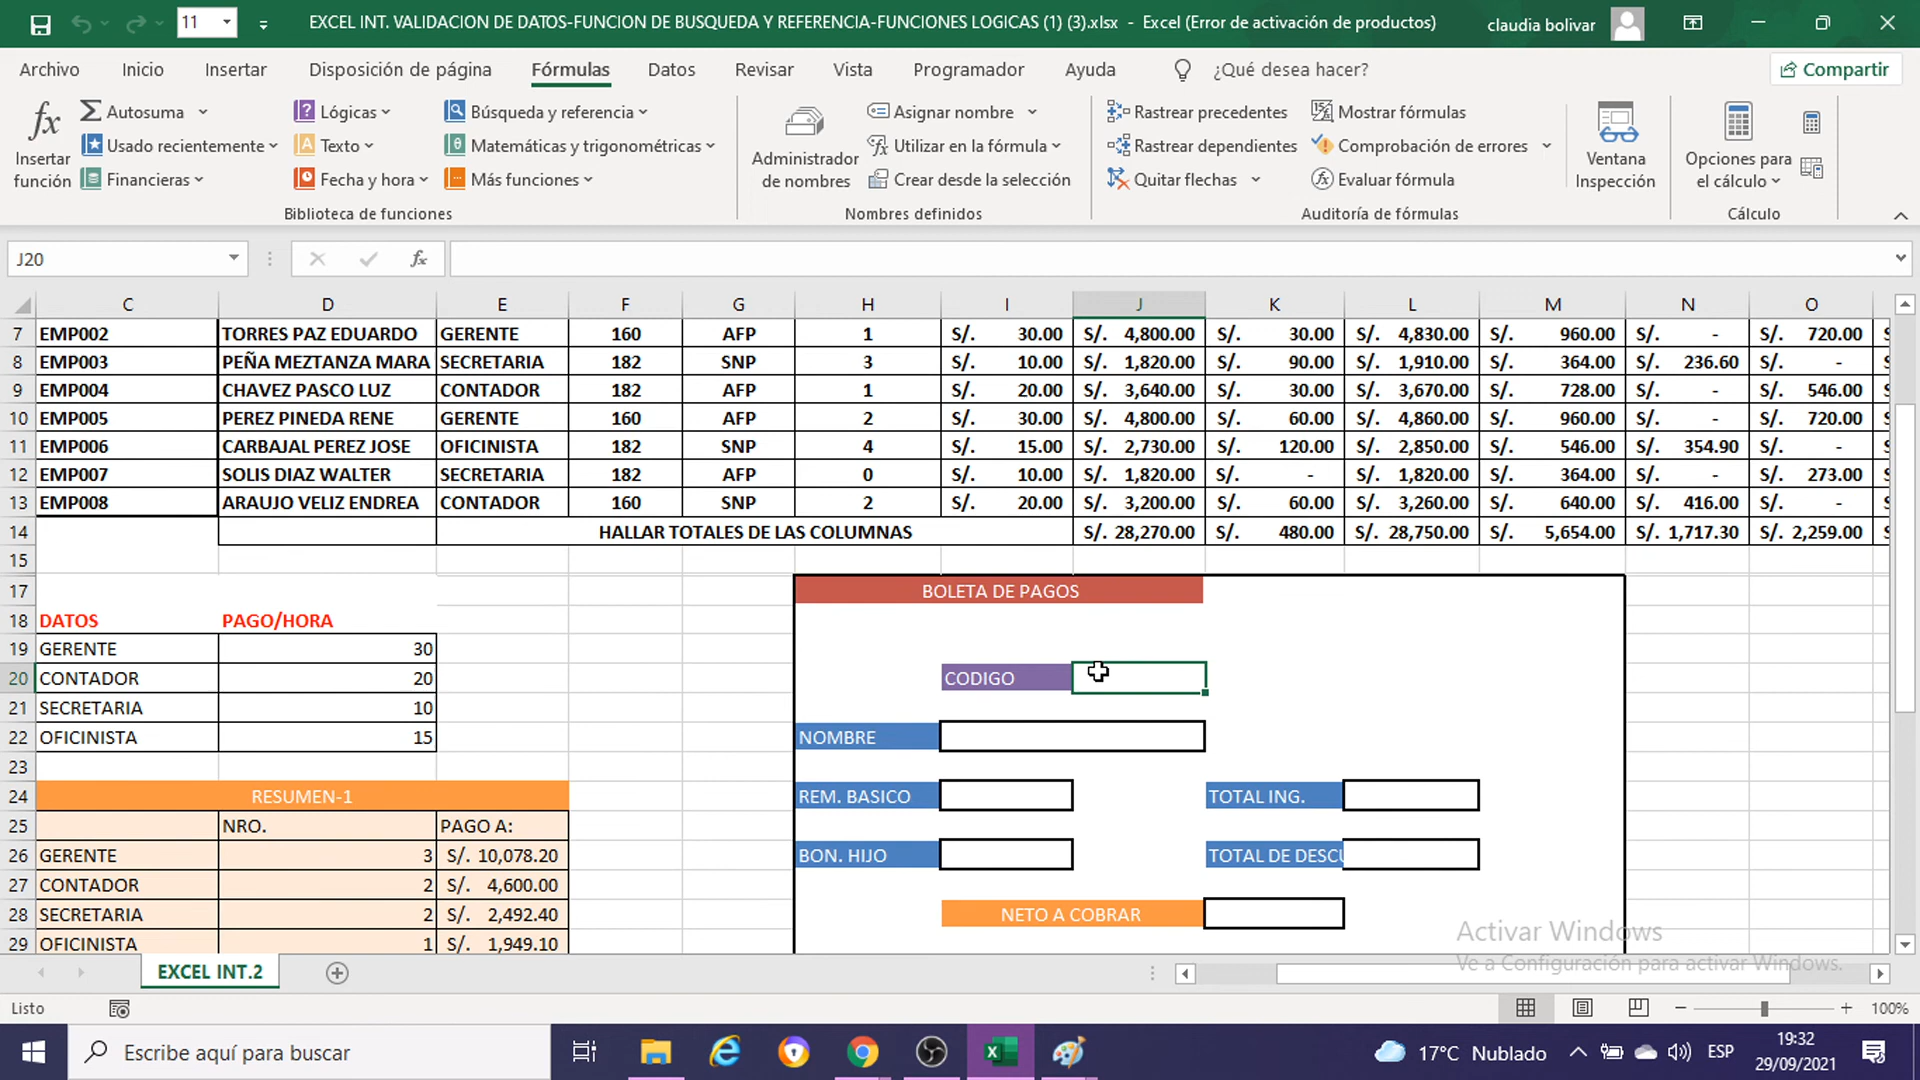 11
EXCEL INT. VALIDACION DE DATOS-FUNCION DE BUSQUEDA Y REFERENCIA-FUNCIONES LOGICAS (1) (3).xlsx - Excel (Error de activación de productos)
claudia bolivar
Archivo Inicio Insertar Disposición de página Fórmulas Datos Revisar Vista Programador Ayuda ¿Qué desea hacer? Compartir
Insertar función
Autosuma
Usado recientemente
Financieras
Lógicas
Texto
Fecha y hora
Búsqueda y referencia
Matemáticas y trigonométricas
Más funciones
Biblioteca de funciones
Administrador de nombres
Asignar nombre
Utilizar en la fórmula
Crear desde la selección
Nombres definidos
Rastrear precedentes
Rastrear dependientes
Quitar flechas
Mostrar fórmulas
Comprobación de errores
Evaluar fórmula
Auditoría de fórmulas
Ventana Inspección
Opciones para el cálculo
Cálculo
J20 fx
C D E F G H I J K L M N O
7 EMP002 TORRES PAZ EDUARDO GERENTE 160 AFP 1 S/. 30.00 S/. 4,800.00 S/. 30.00 S/. 4,830.00 S/. 960.00 S/. - S/. 720.00 S
8 EMP003 PEÑA MEZTANZA MARA SECRETARIA 182 SNP 3 S/. 10.00 S/. 1,820.00 S/. 90.00 S/. 1,910.00 S/. 364.00 S/. 236.60 S/. - S
9 EMP004 CHAVEZ PASCO LUZ CONTADOR 182 AFP 1 S/. 20.00 S/. 3,640.00 S/. 30.00 S/. 3,670.00 S/. 728.00 S/. - S/. 546.00 S
10 EMP005 PEREZ PINEDA RENE GERENTE 160 AFP 2 S/. 30.00 S/. 4,800.00 S/. 60.00 S/. 4,860.00 S/. 960.00 S/. - S/. 720.00 S
11 EMP006 CARBAJAL PEREZ JOSE OFICINISTA 182 SNP 4 S/. 15.00 S/. 2,730.00 S/. 120.00 S/. 2,850.00 S/. 546.00 S/. 354.90 S/. - S
12 EMP007 SOLIS DIAZ WALTER SECRETARIA 182 AFP 0 S/. 10.00 S/. 1,820.00 S/. - S/. 1,820.00 S/. 364.00 S/. - S/. 273.00 S
13 EMP008 ARAUJO VELIZ ENDREA CONTADOR 160 SNP 2 S/. 20.00 S/. 3,200.00 S/. 60.00 S/. 3,260.00 S/. 640.00 S/. 416.00 S/. - S
14 HALLAR TOTALES DE LAS COLUMNAS S/. 28,270.00 S/. 480.00 S/. 28,750.00 S/. 5,654.00 S/. 1,717.30 S/. 2,259.00 S
15
17 BOLETA DE PAGOS
18 DATOS PAGO/HORA
19 GERENTE 30
20 CONTADOR 20 CODIGO
21 SECRETARIA 10
22 OFICINISTA 15 NOMBRE
23
24 RESUMEN-1 REM. BASICO TOTAL ING.
25 NRO. PAGO A:
26 GERENTE 3 S/. 10,078.20 BON. HIJO TOTAL DE DESCU
27 CONTADOR 2 S/. 4,600.00
28 SECRETARIA 2 S/. 2,492.40 NETO A COBRAR
29 OFICINISTA 1 S/. 1,949.10
Activar Windows
Ve a Configuración para activar Windows.
EXCEL INT.2
Listo 100%
Escribe aquí para buscar 17°C Nublado ESP 19:32
29/09/2021